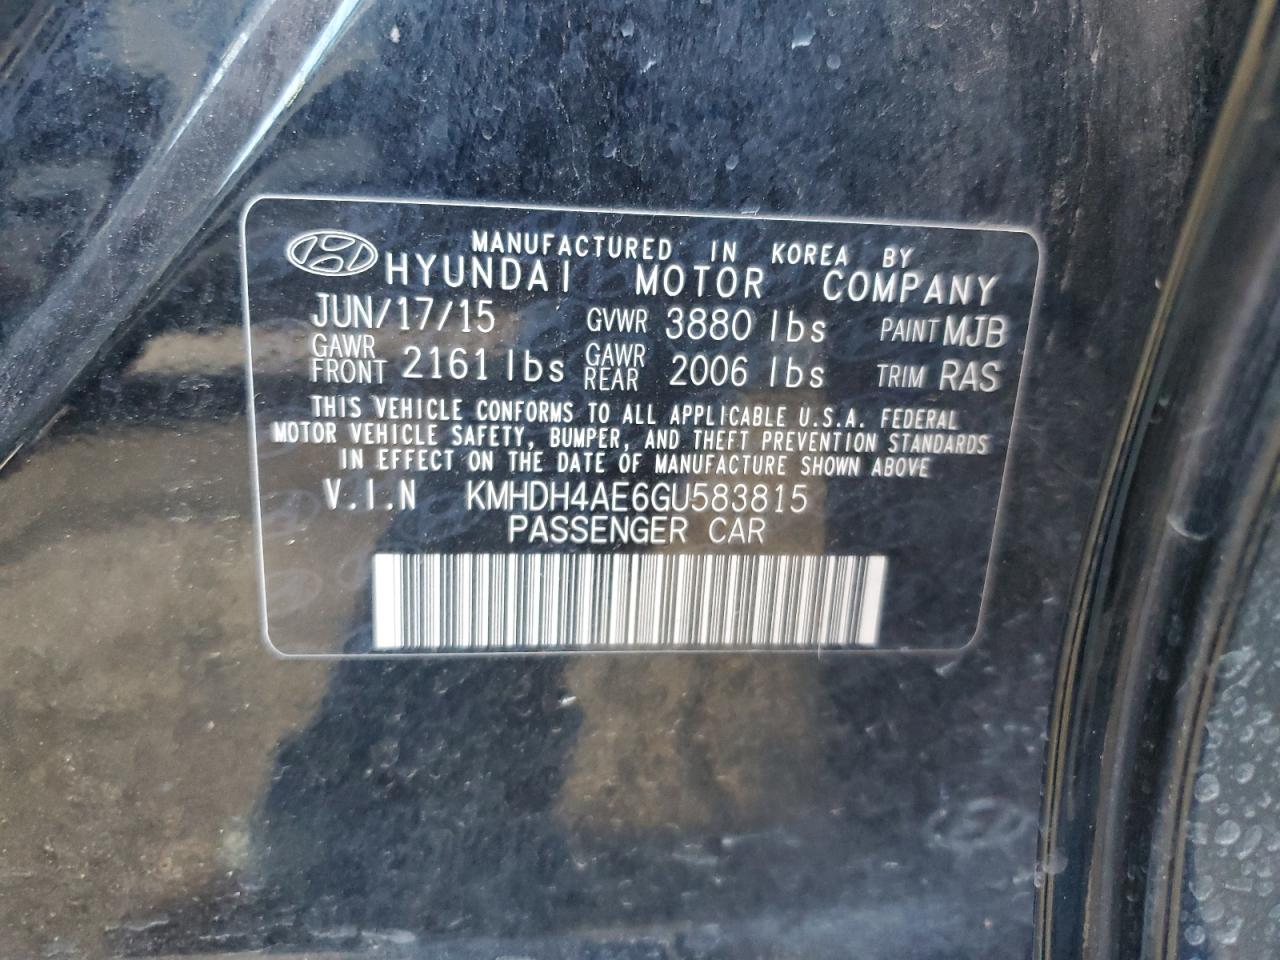 MANUFACTURED IN KOREA BY
HYUNDAI MOTOR COMPANY
JUN/17/15 GVWR 3880 lbs PAINT MJB
GAWR FRONT 2161 lbs GAWR REAR 2006 lbs TRIM RAS
THIS VEHICLE CONFORMS TO ALL APPLICABLE U.S.A. FEDERAL
MOTOR VEHICLE SAFETY, BUMPER, AND THEFT PREVENTION STANDARDS
IN EFFECT ON THE DATE OF MANUFACTURE SHOWN ABOVE
V.I.N KMHDH4AE6GU583815
PASSENGER CAR